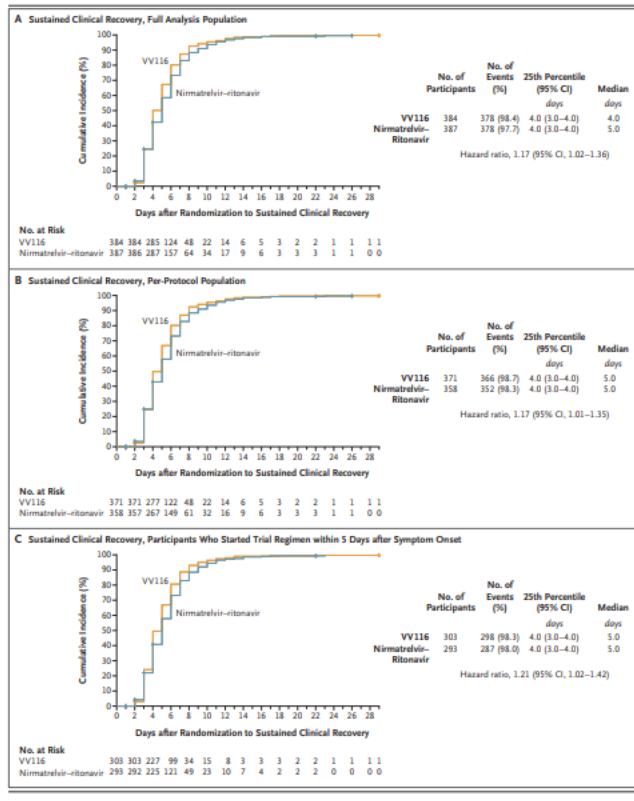 A Sustained Clinical Recovery, Full Analysis Population
Cumulative Incidence (%)
100
90
80
70
60
50
40
30
20
10
0
VV116
Nirmatrelvir–ritonavir
0 2 4 6 8 10 12 14 16 18 20 22 24 26 28
Days after Randomization to Sustained Clinical Recovery
No. of Participants
No. of Events (%)
25th Percentile (95% CI)
Median
days
days
VV116 384 378 (98.4) 4.0 (3.0–4.0) 4.0
Nirmatrelvir–Ritonavir 387 378 (97.7) 4.0 (3.0–4.0) 5.0
Hazard ratio, 1.17 (95% CI, 1.02–1.36)
No. at Risk
VV116 384 384 285 124 48 22 14 6 5 3 2 2 1 1 1 1
Nirmatrelvir–ritonavir 387 386 287 157 64 34 17 9 6 3 3 3 1 1 0 0
B Sustained Clinical Recovery, Per-Protocol Population
Cumulative Incidence (%)
100
90
80
70
60
50
40
30
20
10
0
VV116
Nirmatrelvir–ritonavir
0 2 4 6 8 10 12 14 16 18 20 22 24 26 28
Days after Randomization to Sustained Clinical Recovery
No. of Participants
No. of Events (%)
25th Percentile (95% CI)
Median
days
days
VV116 371 366 (98.7) 4.0 (3.0–4.0) 5.0
Nirmatrelvir–Ritonavir 358 352 (98.3) 4.0 (3.0–4.0) 5.0
Hazard ratio, 1.17 (95% CI, 1.01–1.35)
No. at Risk
VV116 371 371 277 122 48 22 14 6 5 3 2 2 1 1 1 1
Nirmatrelvir–ritonavir 358 357 267 149 61 32 16 9 6 3 3 3 1 1 0 0
C Sustained Clinical Recovery, Participants Who Started Trial Regimen within 5 Days after Symptom Onset
Cumulative Incidence (%)
100
90
80
70
60
50
40
30
20
10
0
VV116
Nirmatrelvir–ritonavir
0 2 4 6 8 10 12 14 16 18 20 22 24 26 28
Days after Randomization to Sustained Clinical Recovery
No. of Participants
No. of Events (%)
25th Percentile (95% CI)
Median
days
days
VV116 303 298 (98.3) 4.0 (3.0–4.0) 5.0
Nirmatrelvir–Ritonavir 293 287 (98.0) 4.0 (3.0–4.0) 5.0
Hazard ratio, 1.21 (95% CI, 1.02–1.42)
No. at Risk
VV116 303 303 227 99 34 15 8 3 3 3 2 2 1 1 1 1
Nirmatrelvir–ritonavir 293 292 225 121 49 23 10 7 4 2 2 2 0 0 0 0